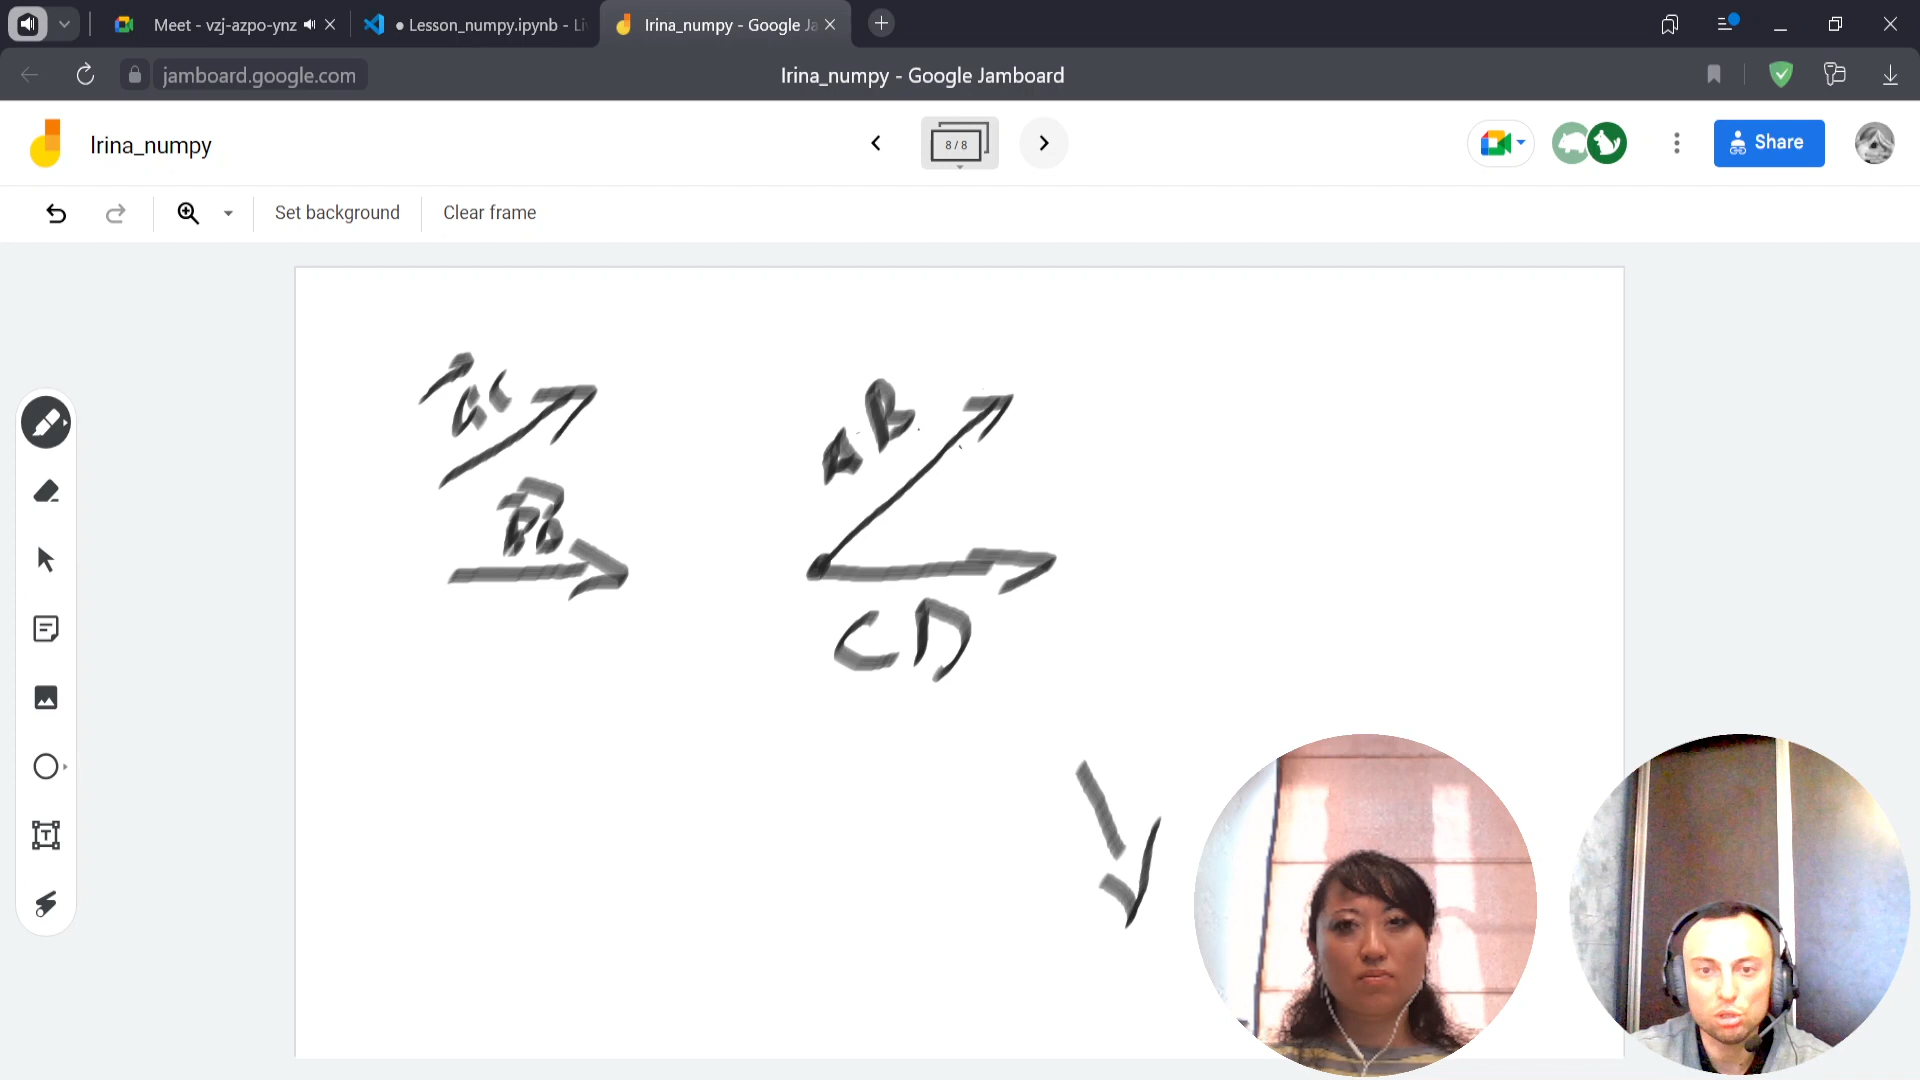 Meet - vzj-azpo-ynz
● Lesson_numpy.ipynb - Li
Irina_numpy - Google Ja
jamboard.google.com
Irina_numpy - Google Jamboard
Irina_numpy
8 / 8
Share
Set background
Clear frame
AB
CD